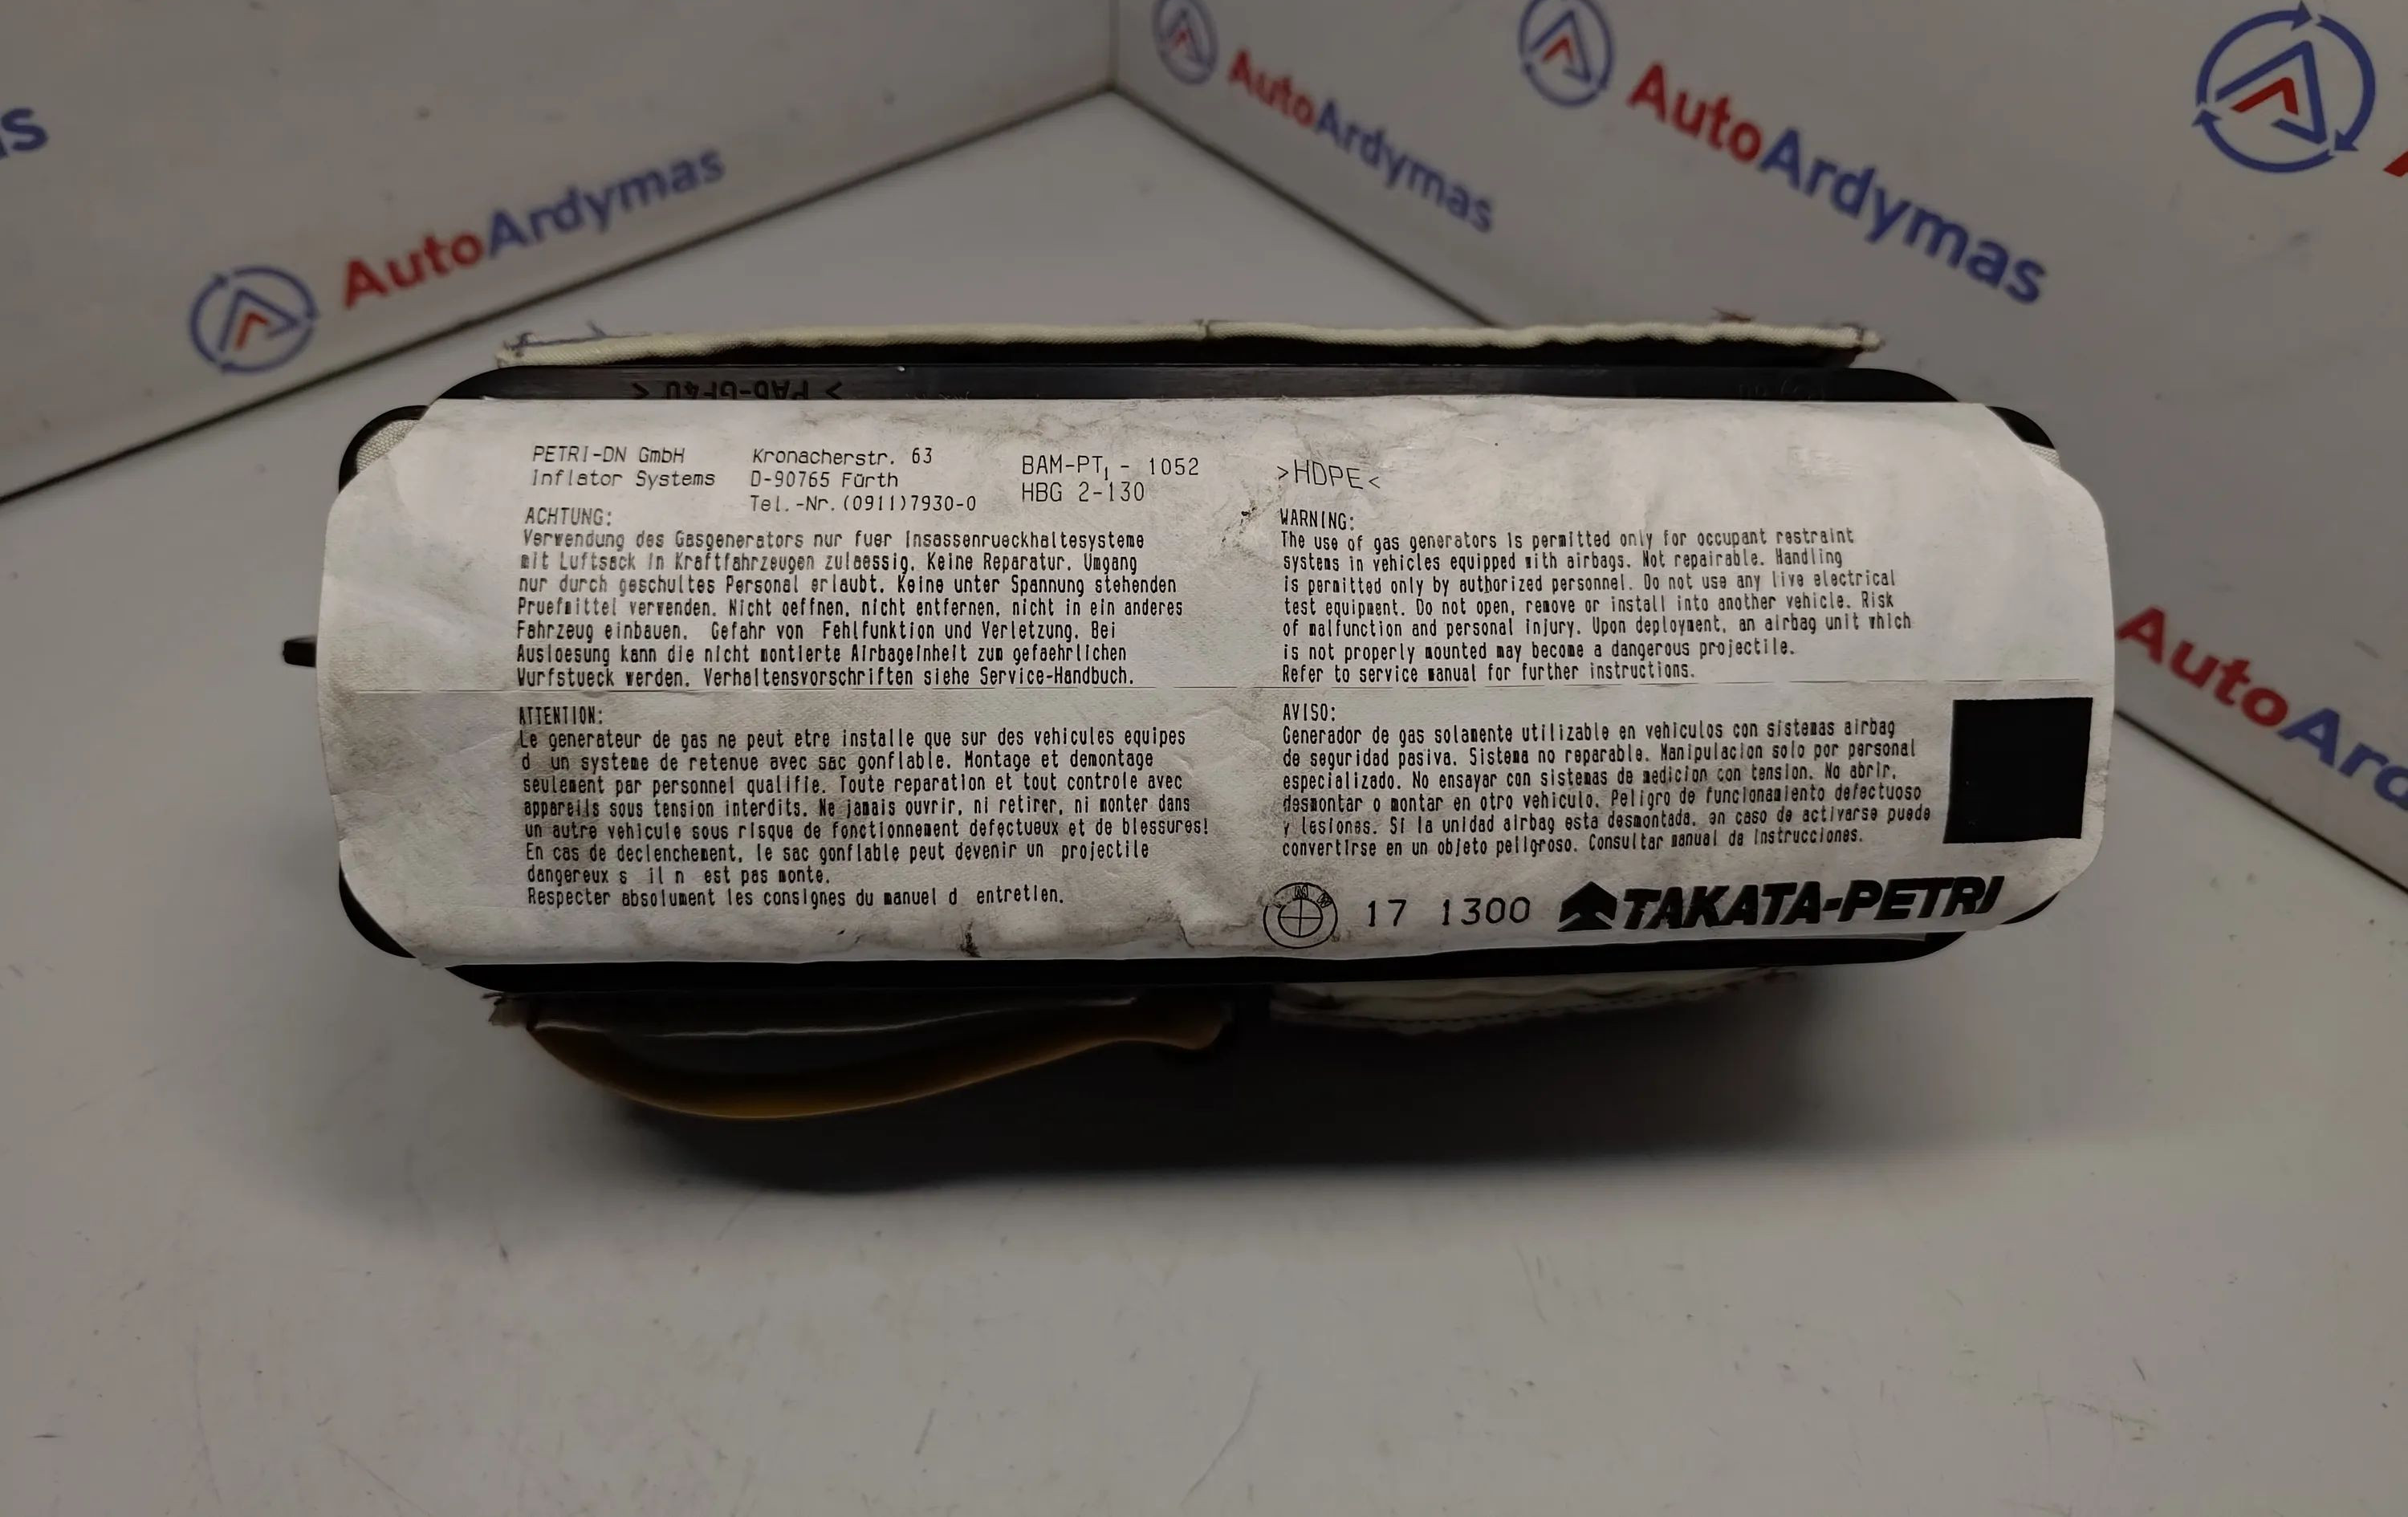 AutoArdymas
AutoArdymas
AutoArdymas
>PA6-GF40<
PETRI-DN GmbH
Inflator Systems
Kronacherstr. 63
D-90765 Fürth
Tel.-Nr.(0911)7930-0
BAM-PT₁ - 1052
HBG 2-130
>HDPE<
ACHTUNG:
Verwendung des Gasgenerators nur fuer Insassenrueckhaltesysteme
mit Luftsack in Kraftfahrzeugen zulaessig. Keine Reparatur. Umgang
nur durch geschultes Personal erlaubt. Keine unter Spannung stehenden
Pruefmittel verwenden. Nicht oeffnen, nicht entfernen, nicht in ein anderes
Fahrzeug einbauen. Gefahr von Fehlfunktion und Verletzung. Bei
Ausloesung kann die nicht montierte Airbageinheit zum gefaehrlichen
Wurfstueck werden. Verhaltensvorschriften siehe Service-Handbuch.
WARNING:
The use of gas generators is permitted only for occupant restraint
systems in vehicles equipped with airbags. Not repairable. Handling
is permitted only by authorized personnel. Do not use any live electrical
test equipment. Do not open, remove or install into another vehicle. Risk
of malfunction and personal injury. Upon deployment, an airbag unit which
is not properly mounted may become a dangerous projectile.
Refer to service manual for further instructions.
ATTENTION:
Le generateur de gas ne peut etre installe que sur des vehicules equipes
d un systeme de retenue avec sac gonflable. Montage et demontage
seulement par personnel qualifie. Toute reparation et tout controle avec
appareils sous tension interdits. Ne jamais ouvrir, ni retirer, ni monter dans
un autre vehicule sous risque de fonctionnement defectueux et de blessures!
En cas de declenchement, le sac gonflable peut devenir un projectile
dangereux s il n est pas monte.
Respecter absolument les consignes du manuel d entretien.
AVISO:
Generador de gas solamente utilizable en vehiculos con sistemas airbag
de seguridad pasiva. Sistema no reparable. Manipulacion solo por personal
especializado. No ensayar con sistemas de medicion con tension. No abrir,
desmontar o montar en otro vehiculo. Peligro de funcionamiento defectuoso
y lesiones. Si la unidad airbag esta desmontada, en caso de activarse puede
convertirse en un objeto peligroso. Consultar manual de instrucciones.
BMW 17 1300 TAKATA-PETRI